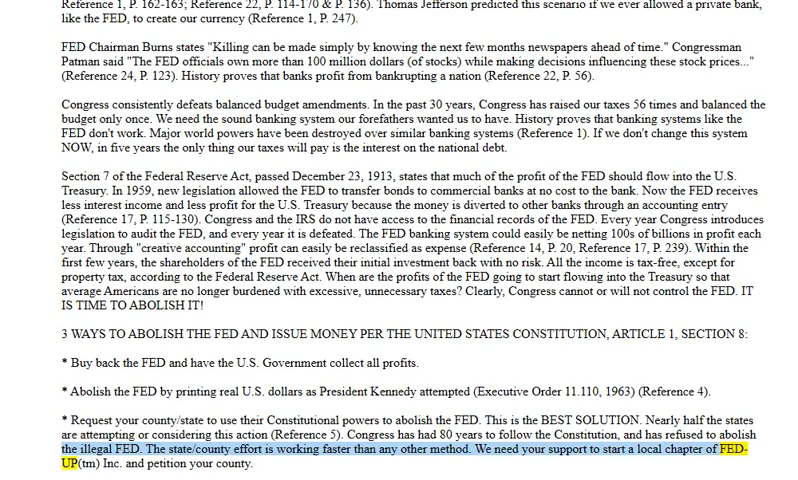 Reference 1, P. 162-163; Reference 22, P. 114-170 & P. 136). Thomas Jefferson predicted this scenario if we ever allowed a private bank,
like the FED, to create our currency (Reference 1, P. 247).
FED Chairman Burns states "Killing can be made simply by knowing the next few months newspapers ahead of time." Congressman
Patman said "The FED officials own more than 100 million dollars (of stocks) while making decisions influencing these stock prices..."
(Reference 24, P. 123). History proves that banks profit from bankrupting a nation (Reference 22, P. 56).
Congress consistently defeats balanced budget amendments. In the past 30 years, Congress has raised our taxes 56 times and balanced the
budget only once. We need the sound banking system our forefathers wanted us to have. History proves that banking systems like the
FED don't work. Major world powers have been destroyed over similar banking systems (Reference 1). If we don't change this system
NOW, in five years the only thing our taxes will pay is the interest on the national debt.
Section 7 of the Federal Reserve Act, passed December 23, 1913, states that much of the profit of the FED should flow into the U.S.
Treasury. In 1959, new legislation allowed the FED to transfer bonds to commercial banks at no cost to the bank. Now the FED receives
less interest income and less profit for the U.S. Treasury because the money is diverted to other banks through an accounting entry
(Reference 17, P. 115-130). Congress and the IRS do not have access to the financial records of the FED. Every year Congress introduces
legislation to audit the FED, and every year it is defeated. The FED banking system could easily be netting 100s of billions in profit each
year. Through "creative accounting" profit can easily be reclassified as expense (Reference 14, P. 20, Reference 17, P. 239). Within the
first few years, the shareholders of the FED received their initial investment back with no risk. All the income is tax-free, except for
property tax, according to the Federal Reserve Act. When are the profits of the FED going to start flowing into the Treasury so that
average Americans are no longer burdened with excessive, unnecessary taxes? Clearly, Congress cannot or will not control the FED. IT
IS TIME TO ABOLISH IT!
3 WAYS TO ABOLISH THE FED AND ISSUE MONEY PER THE UNITED STATES CONSTITUTION, ARTICLE 1, SECTION 8:
* Buy back the FED and have the U.S. Government collect all profits.
* Abolish the FED by printing real U.S. dollars as President Kennedy attempted (Executive Order 11.110, 1963) (Reference 4).
* Request your county/state to use their Constitutional powers to abolish the FED. This is the BEST SOLUTION. Nearly half the states
are attempting or considering this action (Reference 5). Congress has had 80 years to follow the Constitution, and has refused to abolish
the illegal FED. The state/county effort is working faster than any other method. We need your support to start a local chapter of FED-
UP(tm) Inc. and petition your county.